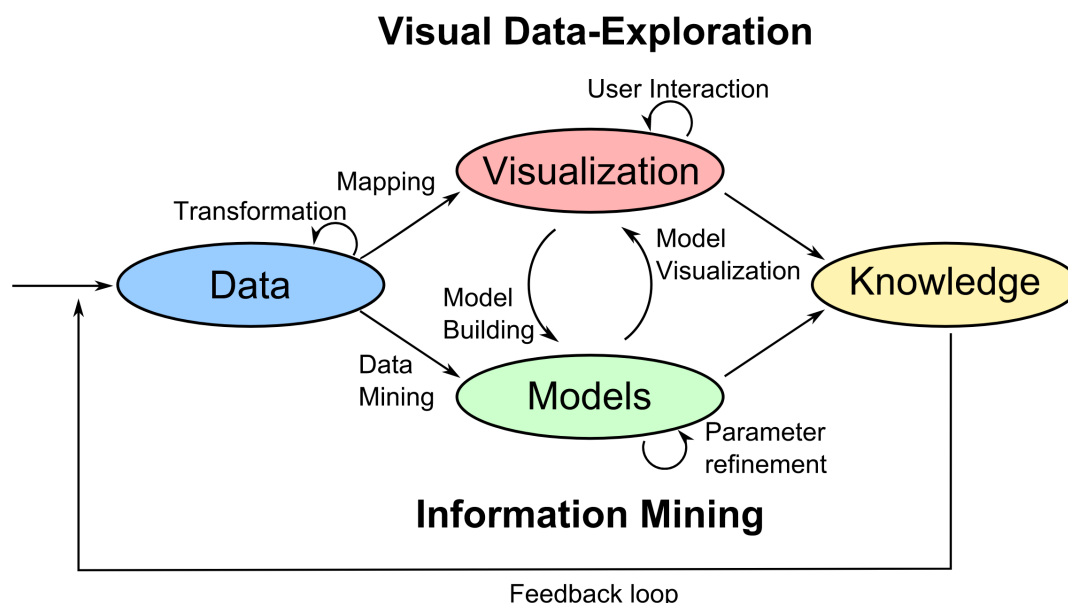 Visual Data-Exploration
User Interaction
Visualization
Mapping
Transformation
Model
Visualization
Data
Knowledge
Model
Building
Data
Mining
Models
Parameter
refinement
Information Mining
Feedback loop